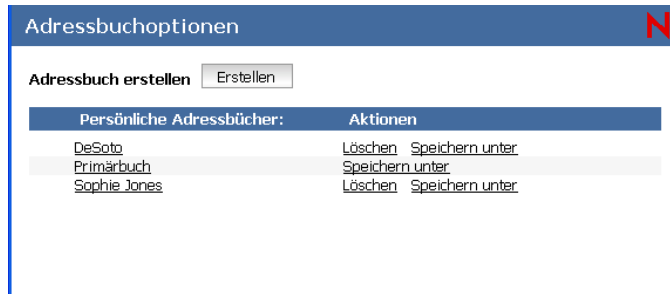 Adressbuchoptionen N
Adressbuch erstellen Erstellen
Persönliche Adressbücher: Aktionen
DeSoto Löschen Speichern unter
Primärbuch Speichern unter
Sophie Jones Löschen Speichern unter